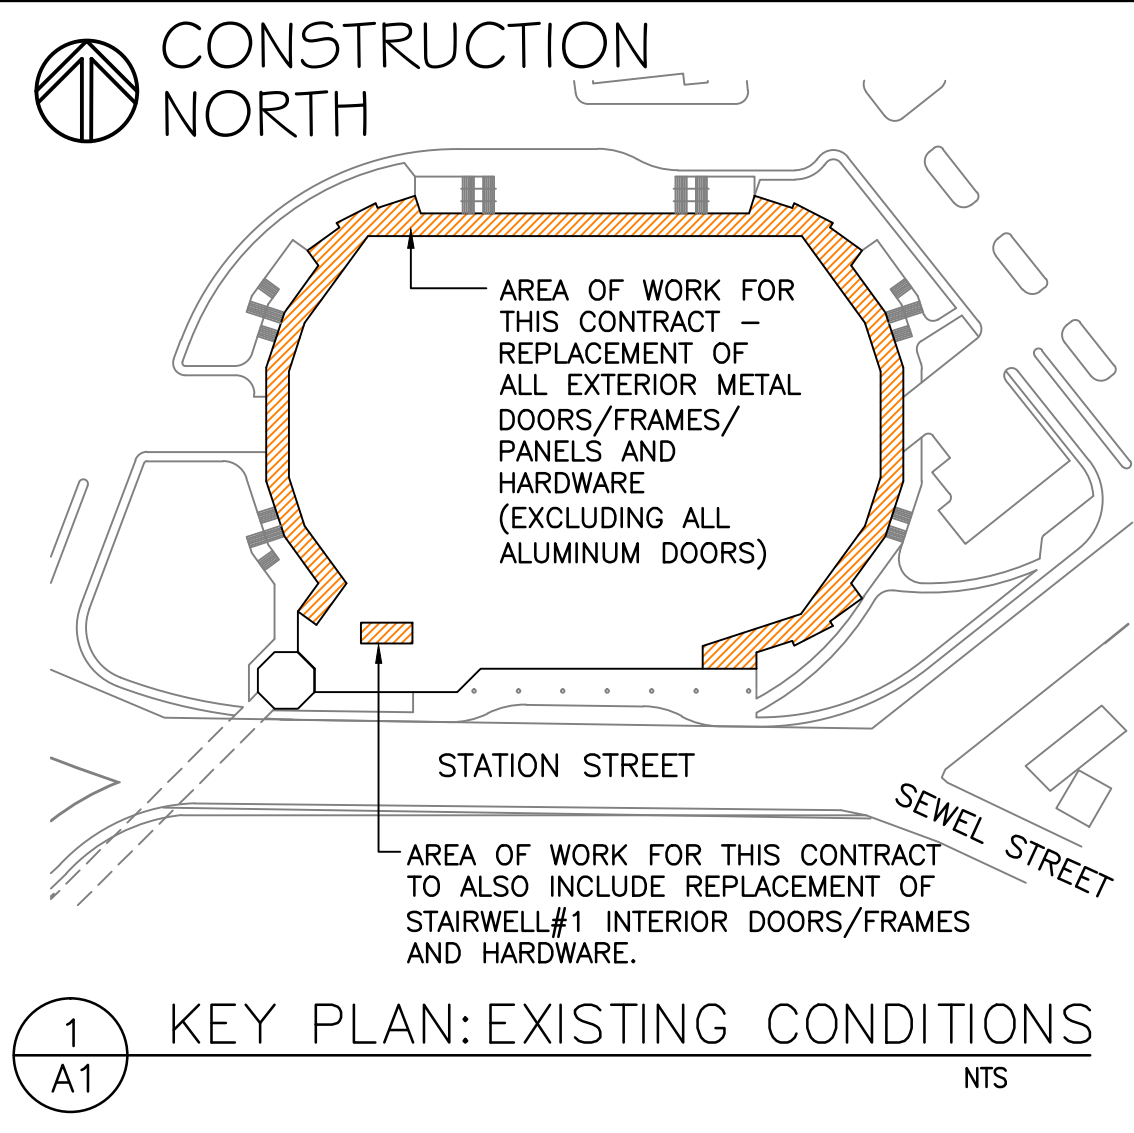 CONSTRUCTION
NORTH
AREA OF WORK FOR
THIS CONTRACT –
REPLACEMENT OF
ALL EXTERIOR METAL
DOORS/FRAMES/
PANELS AND
HARDWARE
(EXCLUDING ALL
ALUMINUM DOORS)
STATION STREET
SEWEL STREET
AREA OF WORK FOR THIS CONTRACT
TO ALSO INCLUDE REPLACEMENT OF
STAIRWELL#1 INTERIOR DOORS/FRAMES
AND HARDWARE.
1
A1
KEY PLAN: EXISTING CONDITIONS
NTS